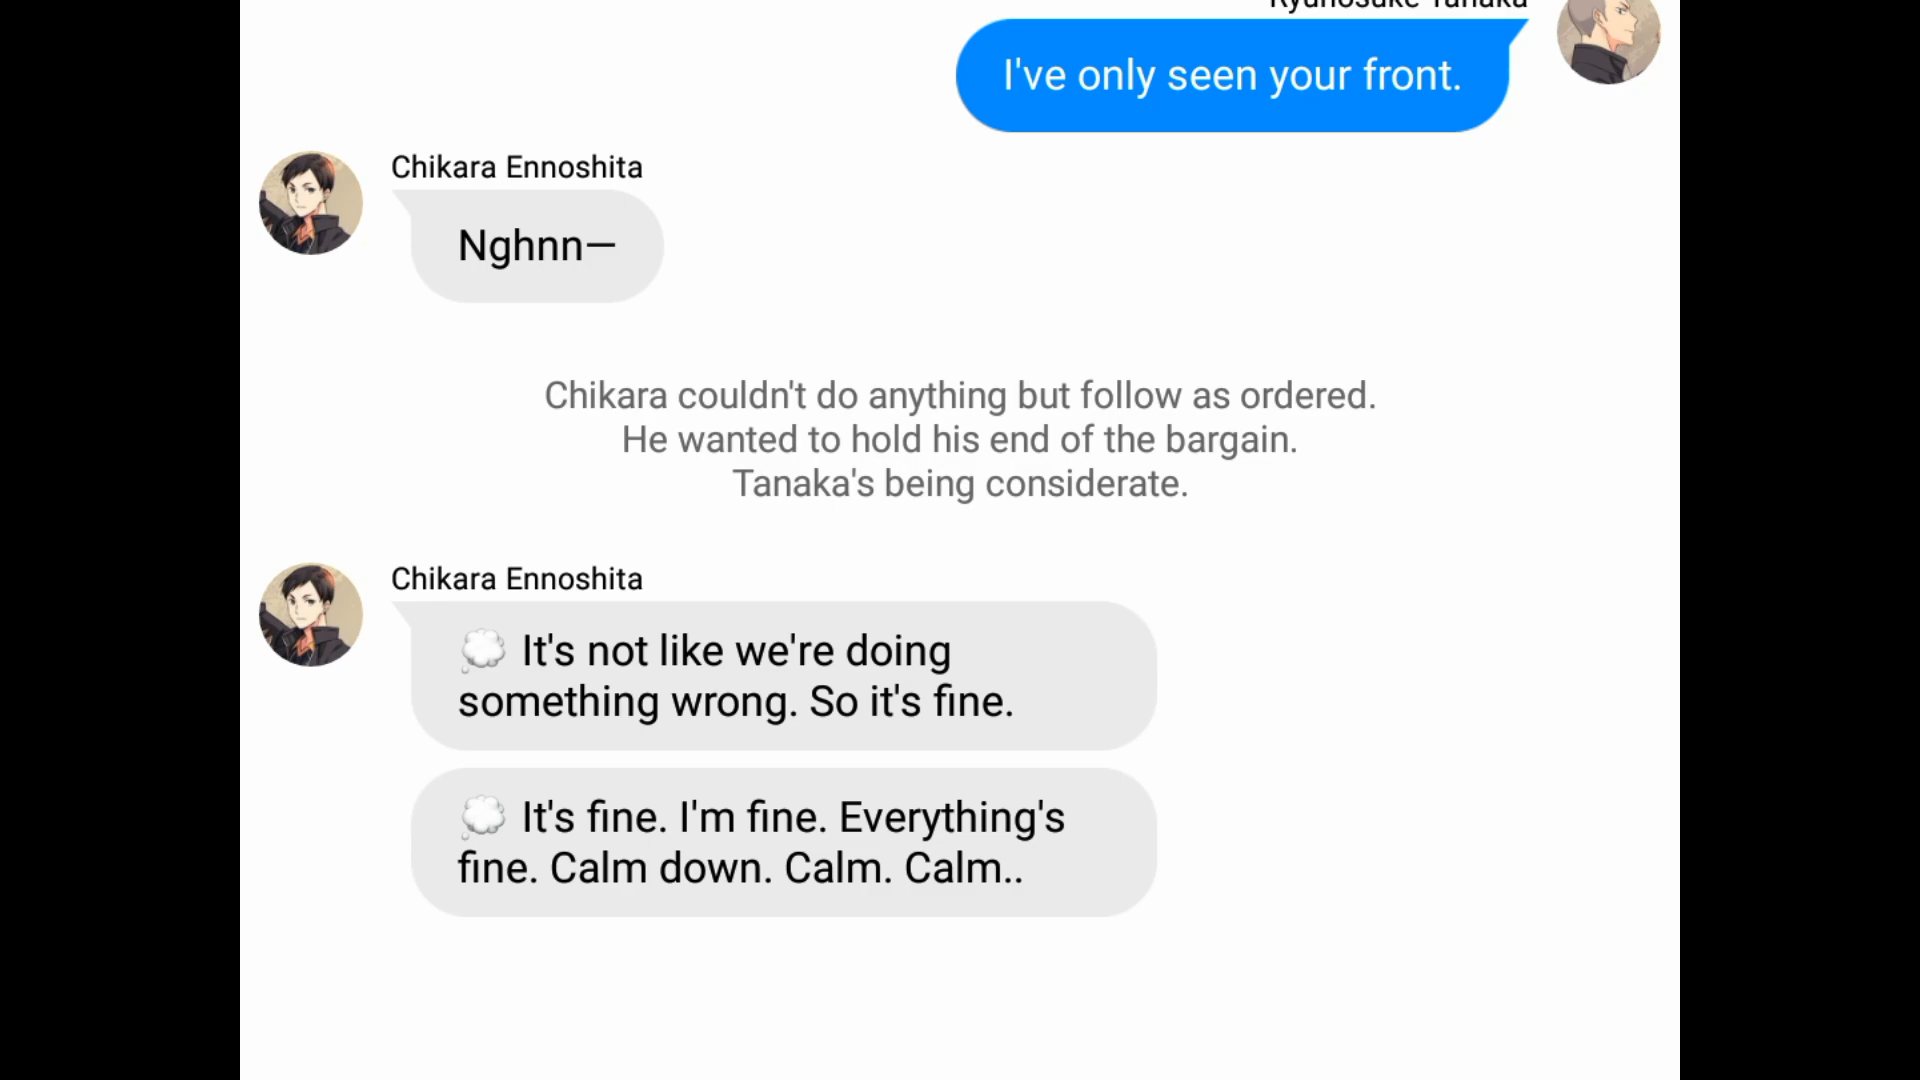 Ryunosuke Tanaka
I've only seen your front.
Chikara Ennoshita
Nghnn—
Chikara couldn't do anything but follow as ordered.
He wanted to hold his end of the bargain.
Tanaka's being considerate.
Chikara Ennoshita
💭 It's not like we're doing
something wrong. So it's fine.
💭 It's fine. I'm fine. Everything's
fine. Calm down. Calm. Calm..